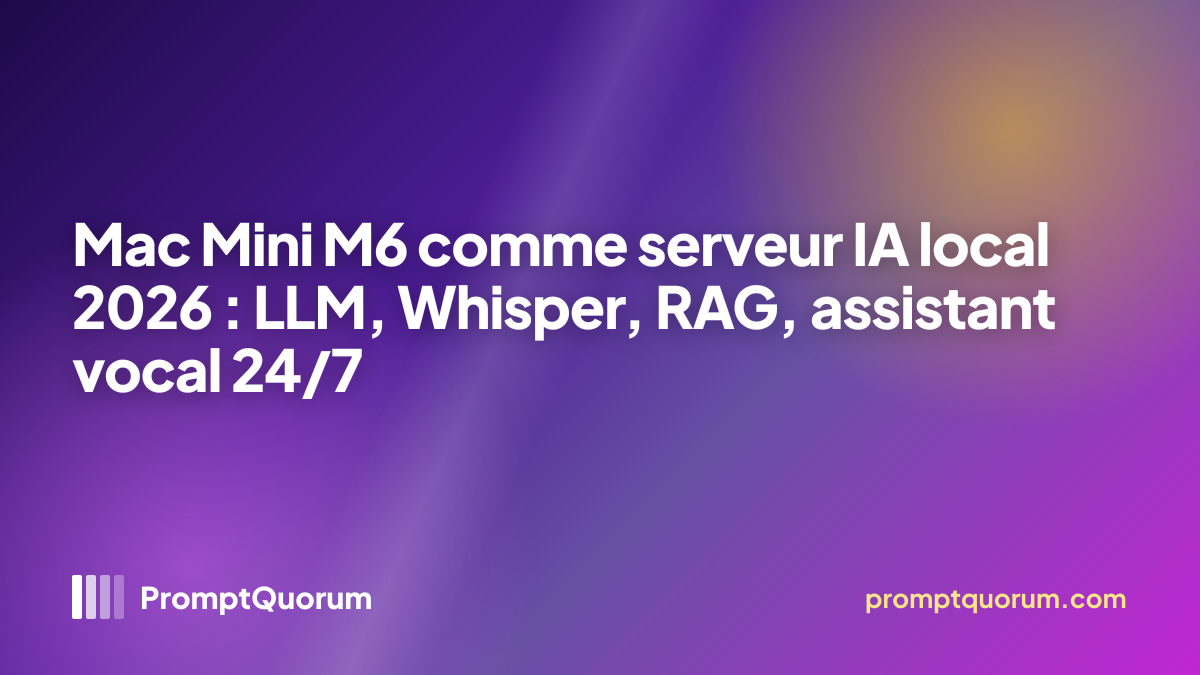 Mac Mini M6 comme serveur IA local
2026 : LLM, Whisper, RAG, assistant
vocal 24/7
PromptQuorum
promptquorum.com